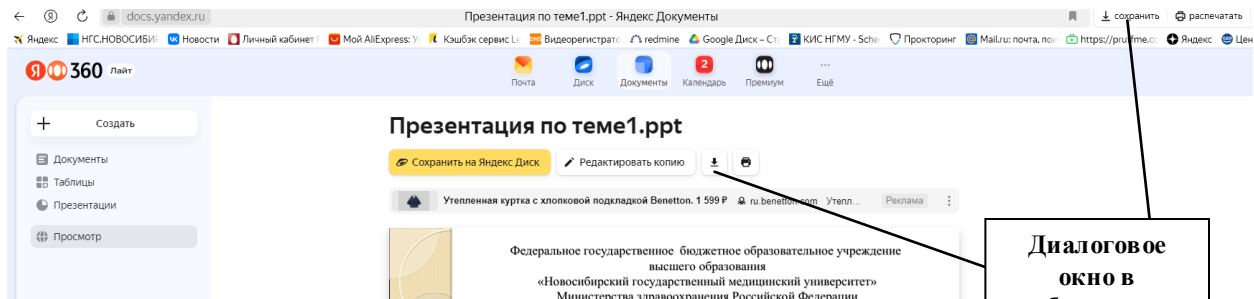 docs.yandex.ru
Презентация по теме1.ppt - Яндекс Документы
сохранить
распечатать
Яндекс
НГС.НОВОСИБИ
Новости
Личный кабинет
Мой AliExpress: У
Кэшбэк сервис
Видеорегистрато
redmine
Google Диск – Ст
КИС НГМУ - Sche
Прокторинг
Mail.ru: почта, пои
Яндекс
Цен
Я 360 Лайт
Почта
Диск
Документы
2
Календарь
Премиум
Ещё
Создать
Документы
Таблицы
Презентации
Просмотр
Презентация по теме1.ppt
Сохранить на Яндекс Диск
Редактировать копию
Утепленная куртка с хлопковой подкладкой Benetton. 1 599 ₽
ru.benetton.com Утепл...
Реклама
Федеральное государственное бюджетное образовательное учреждение
высшего образования
«Новосибирский государственный медицинский университет»
Министерства здравоохранения Российской Федерации
Диалоговое
окно в